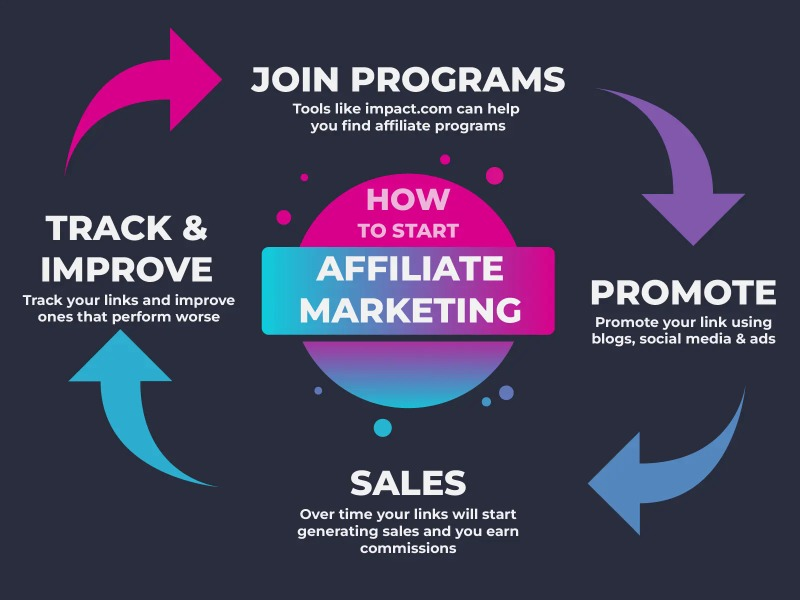 JOIN PROGRAMS
Tools like impact.com can help
you find affiliate programs
HOW
TO START
AFFILIATE
MARKETING
TRACK &
IMPROVE
Track your links and improve
ones that perform worse
PROMOTE
Promote your link using
blogs, social media & ads
SALES
Over time your links will start
generating sales and you earn
commissions